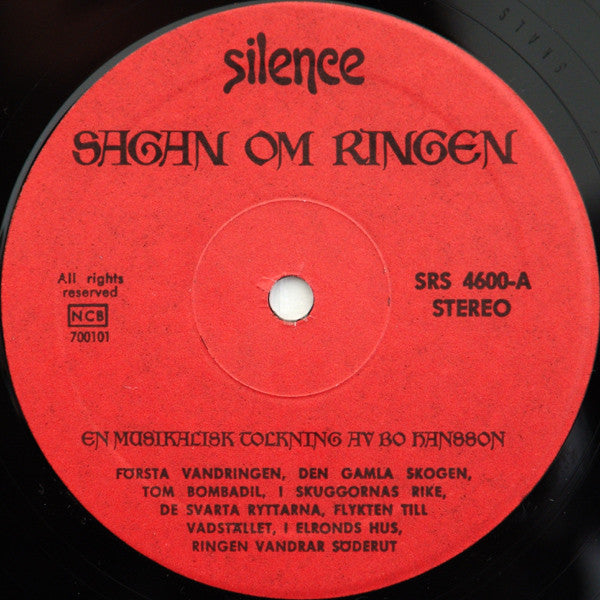 silence
SAGAN OM RINGEN
All rights
reserved
NCB
700101
SRS 4600-A
STEREO
EN MUSIKALISK TOLKNING AV BO HANSSON
FÖRSTA VANDRINGEN, DEN GAMLA SKOGEN,
TOM BOMBADIL, I SKUGGORNAS RIKE,
DE SVARTA RYTTARNA, FLYKTEN TILL
VADSTÄLLET, I ELRONDS HUS,
RINGEN VANDRAR SÖDERUT